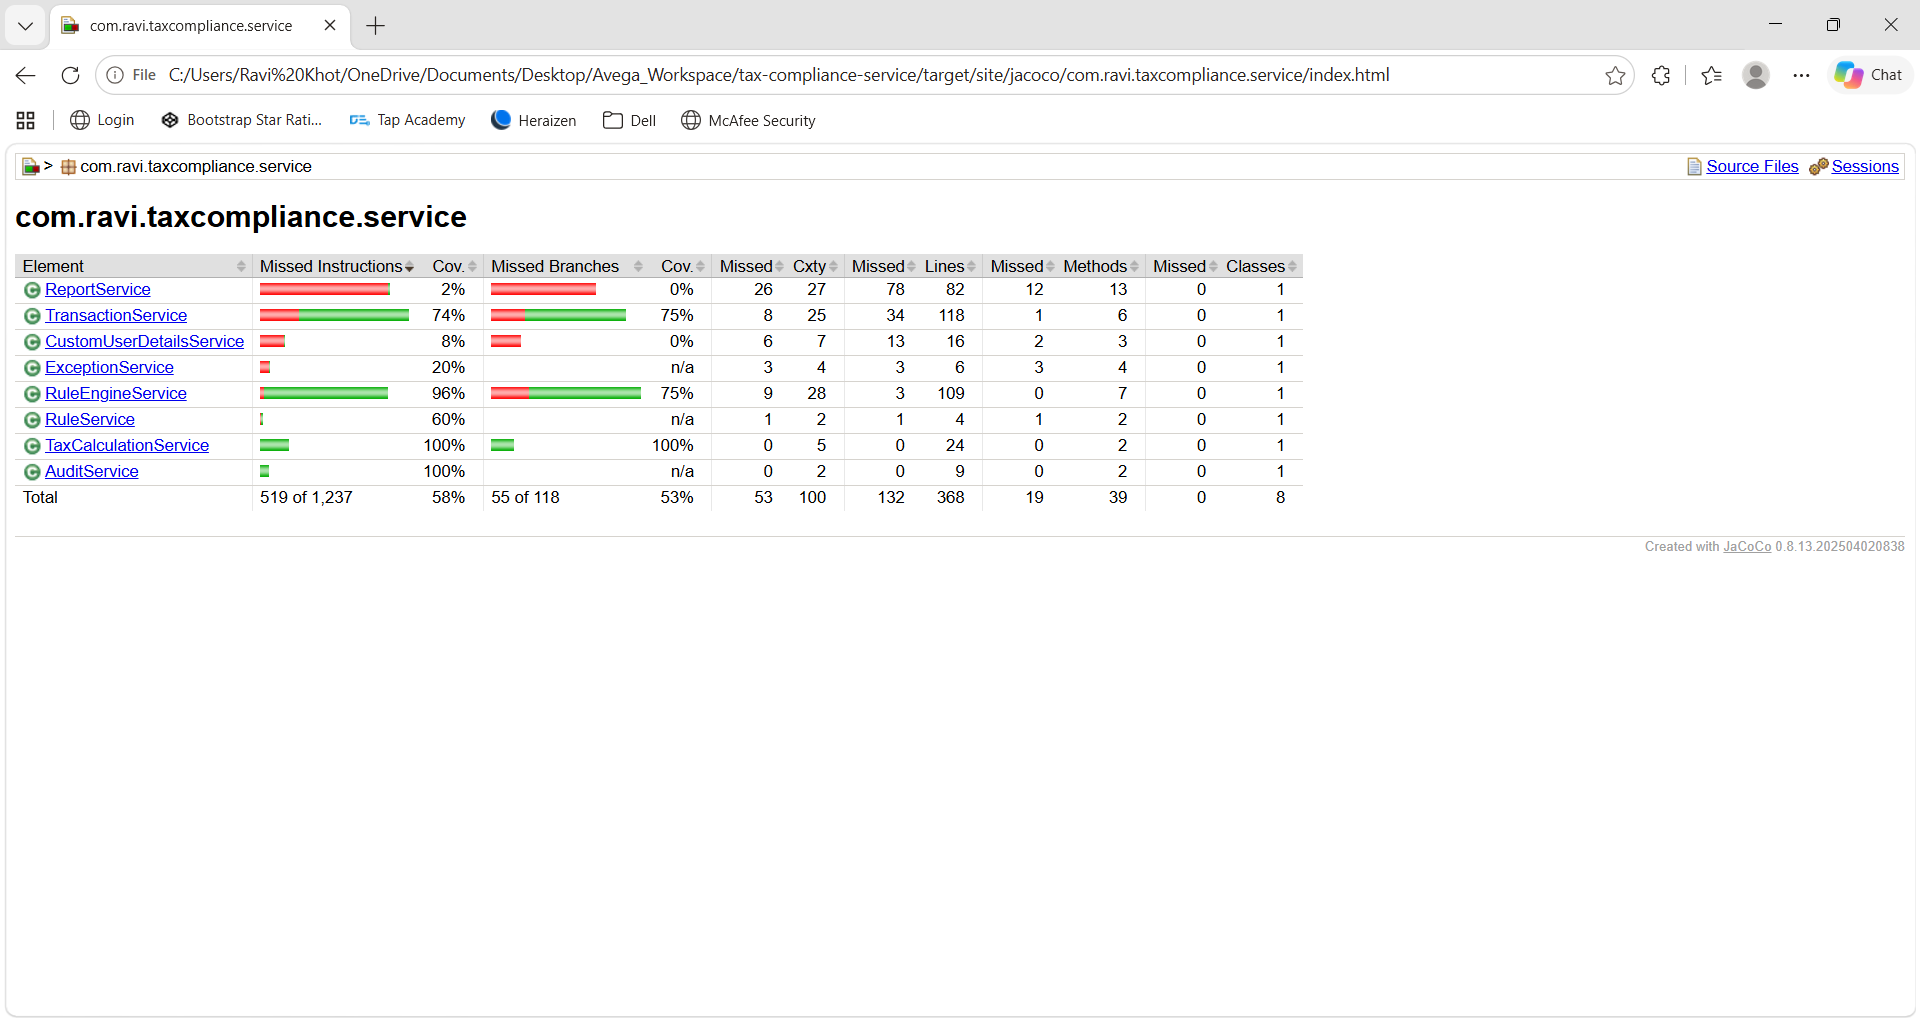 com.ravi.taxcompliance.service
File C:/Users/Ravi%20Khot/OneDrive/Documents/Desktop/Avega_Workspace/tax-compliance-service/target/site/jacoco/com.ravi.taxcompliance.service/index.html Chat
Login Bootstrap Star Rati... Tap Academy Heraizen Dell McAfee Security
> com.ravi.taxcompliance.service Source Files Sessions
com.ravi.taxcompliance.service
Element Missed Instructions Cov. Missed Branches Cov. Missed Cxty Missed Lines Missed Methods Missed Classes
ReportService 2% 0% 26 27 78 82 12 13 0 1
TransactionService 74% 75% 8 25 34 118 1 6 0 1
CustomUserDetailsService 8% 0% 6 7 13 16 2 3 0 1
ExceptionService 20% n/a 3 4 3 6 3 4 0 1
RuleEngineService 96% 75% 9 28 3 109 0 7 0 1
RuleService 60% n/a 1 2 1 4 1 2 0 1
TaxCalculationService 100% 100% 0 5 0 24 0 2 0 1
AuditService 100% n/a 0 2 0 9 0 2 0 1
Total 519 of 1,237 58% 55 of 118 53% 53 100 132 368 19 39 0 8
Created with JaCoCo 0.8.13.202504020838